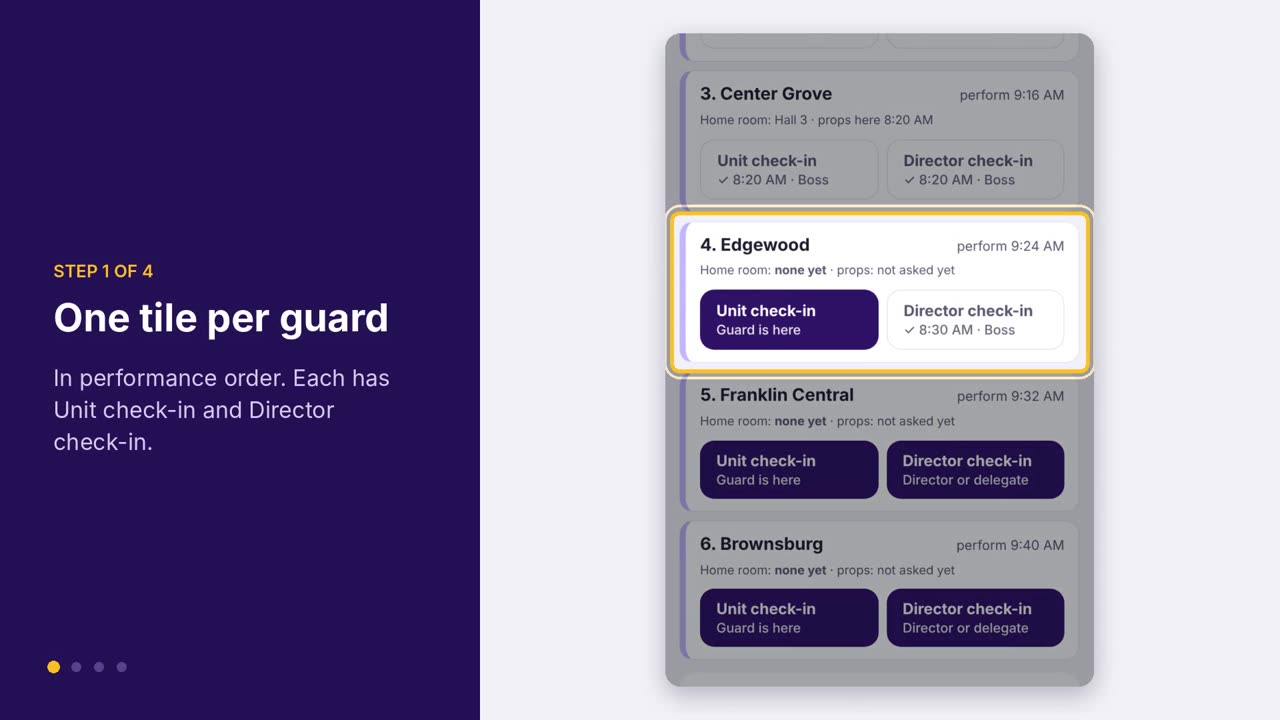 STEP 1 OF 4
One tile per guard
In performance order. Each has
Unit check-in and Director
check-in.
3. Center Grove
perform 9:16 AM
Home room: Hall 3 · props here 8:20 AM
Unit check-in
✓ 8:20 AM · Boss
Director check-in
✓ 8:20 AM · Boss
4. Edgewood
perform 9:24 AM
Home room: none yet · props: not asked yet
Unit check-in
Guard is here
Director check-in
✓ 8:30 AM · Boss
5. Franklin Central
perform 9:32 AM
Home room: none yet · props: not asked yet
Unit check-in
Guard is here
Director check-in
Director or delegate
6. Brownsburg
perform 9:40 AM
Home room: none yet · props: not asked yet
Unit check-in
Guard is here
Director check-in
Director or delegate